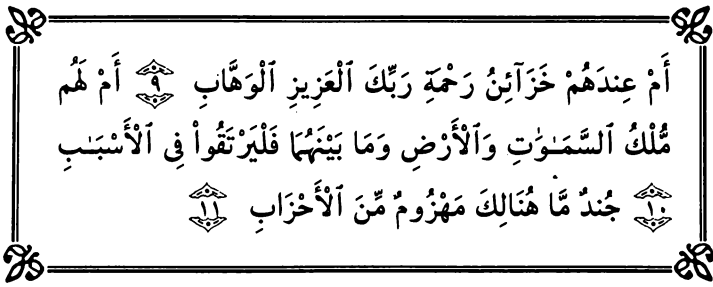 أَمْ عِندَهُمْ خَزَآئِنُ رَحْمَةِ رَبِّكَ ٱلْعَزِيزِ ٱلْوَهَّابِ ٩ أَمْ لَهُم
مُّلْكُ ٱلسَّمَـٰوَٰتِ وَٱلْأَرْضِ وَمَا بَيْنَهُمَا فَلْيَرْتَقُوا۟ فِى ٱلْأَسْبَـٰبِ
١٠ جُندٌ مَّا هُنَالِكَ مَهْزُومٌ مِّنَ ٱلْأَحْزَابِ ١١